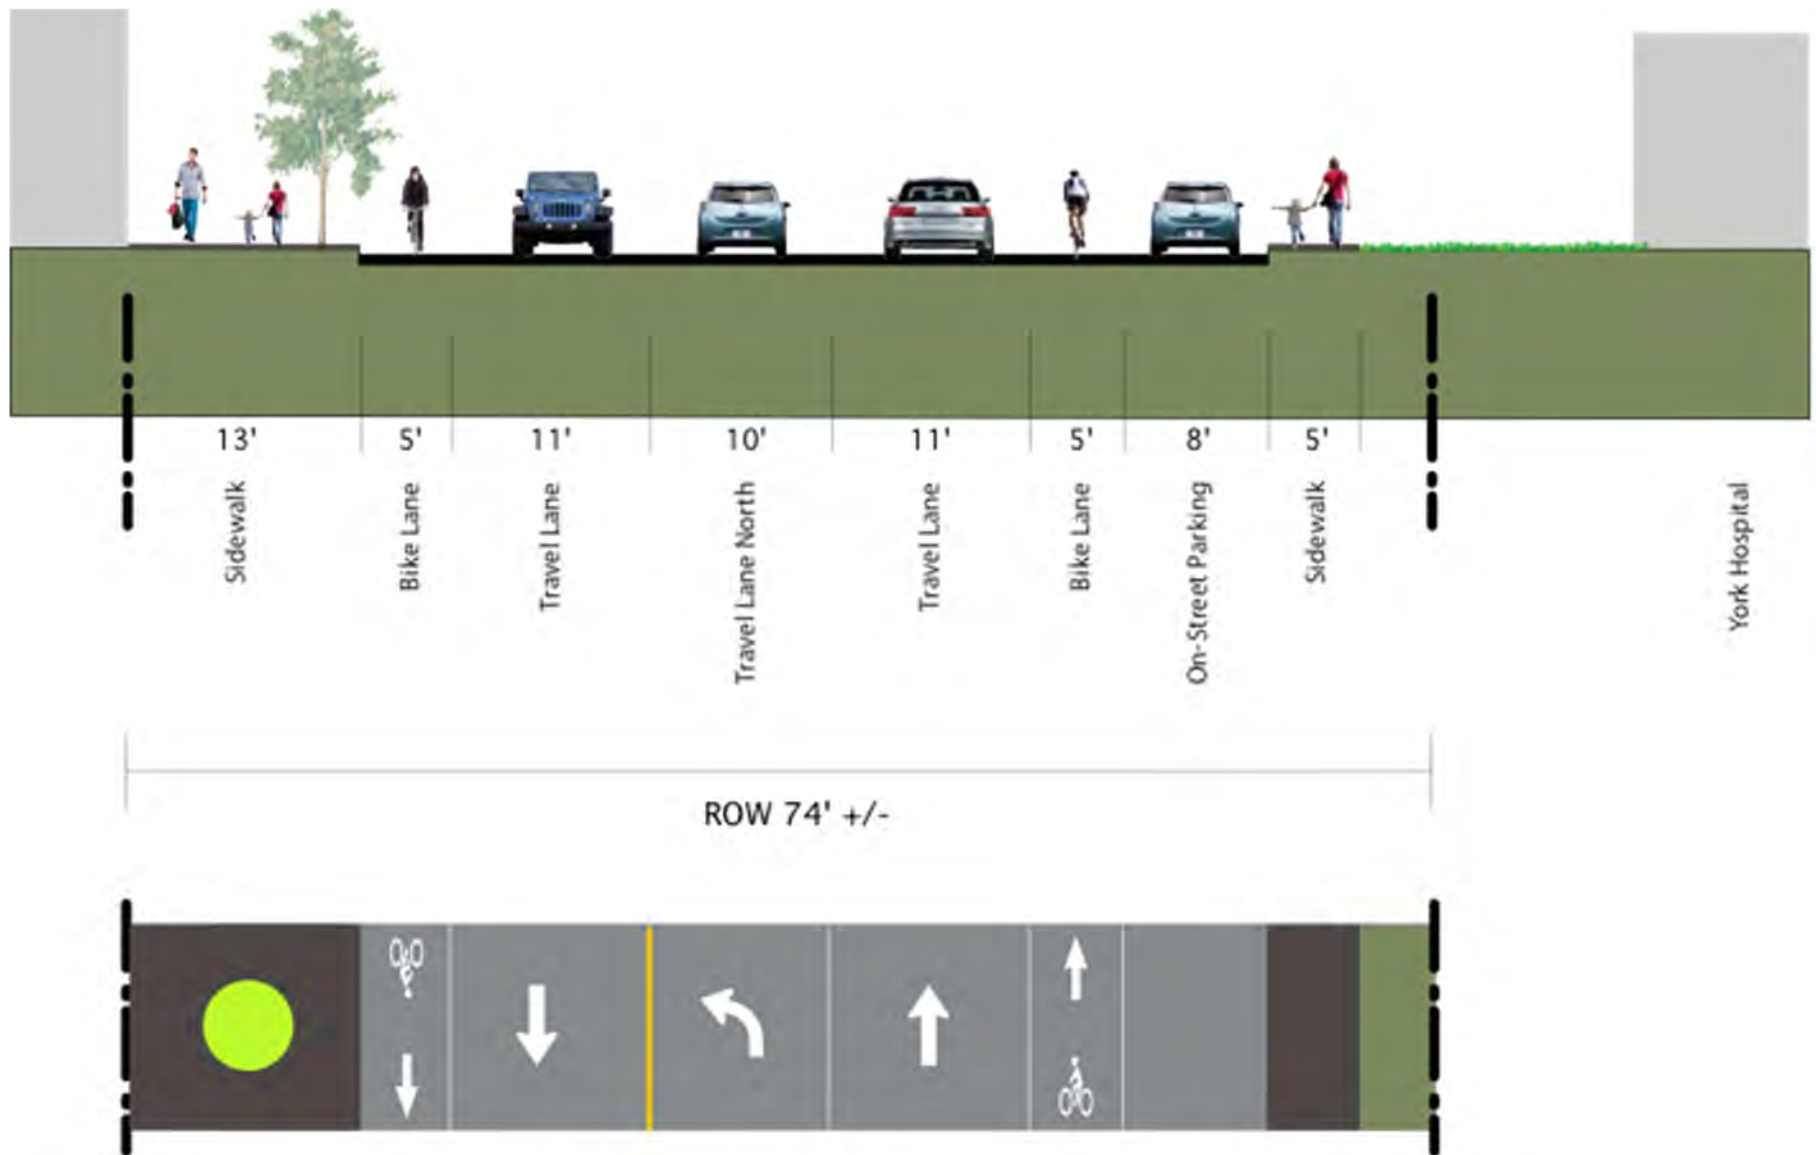 13'
5'
11'
10'
11'
5'
8'
5'
Sidewalk
Bike Lane
Travel Lane
Travel Lane North
Travel Lane
Bike Lane
On-Street Parking
Sidewalk
York Hospital
ROW 74' +/-